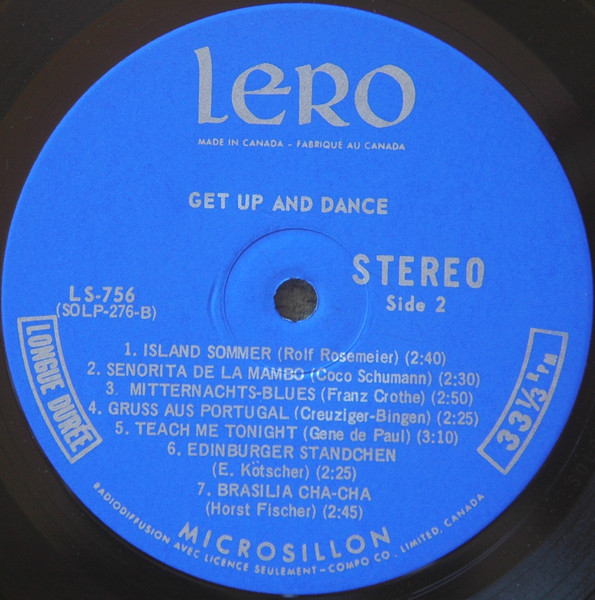 LERO
MADE IN CANADA - FABRIQUÉ AU CANADA
GET UP AND DANCE
STEREO
Side 2
LS-756
(SOLP-276-B)
LONGUE DURÉE
33 1/3 R.P.M.
1. ISLAND SOMMER (Rolf Rosemeier) (2:40)
2. SENORITA DE LA MAMBO (Coco Schumann) (2:30)
3. MITTERNACHTS-BLUES (Franz Crothe) (2:50)
4. GRUSS AUS PORTUGAL (Creuziger-Bingen) (2:25)
5. TEACH ME TONIGHT (Gene de Paul) (3:10)
6. EDINBURGER STANDCHEN
(E. Kötscher) (2:25)
7. BRASILIA CHA-CHA
(Horst Fischer) (2:45)
MICROSILLON
RADIODIFFUSION AVEC LICENCE SEULEMENT-COMPO CO. LIMITED, CANADA